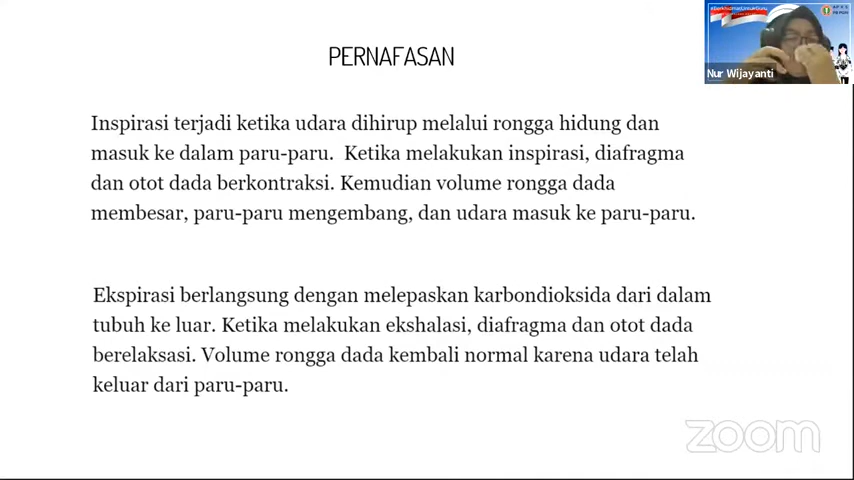 PERNAFASAN
Nur Wijayanti
Inspirasi terjadi ketika udara dihirup melalui rongga hidung dan
masuk ke dalam paru-paru. Ketika melakukan inspirasi, diafragma
dan otot dada berkontraksi. Kemudian volume rongga dada
membesar, paru-paru mengembang, dan udara masuk ke paru-paru.
Ekspirasi berlangsung dengan melepaskan karbondioksida dari dalam
tubuh ke luar. Ketika melakukan ekshalasi, diafragma dan otot dada
berelaksasi. Volume rongga dada kembali normal karena udara telah
keluar dari paru-paru.
zoom